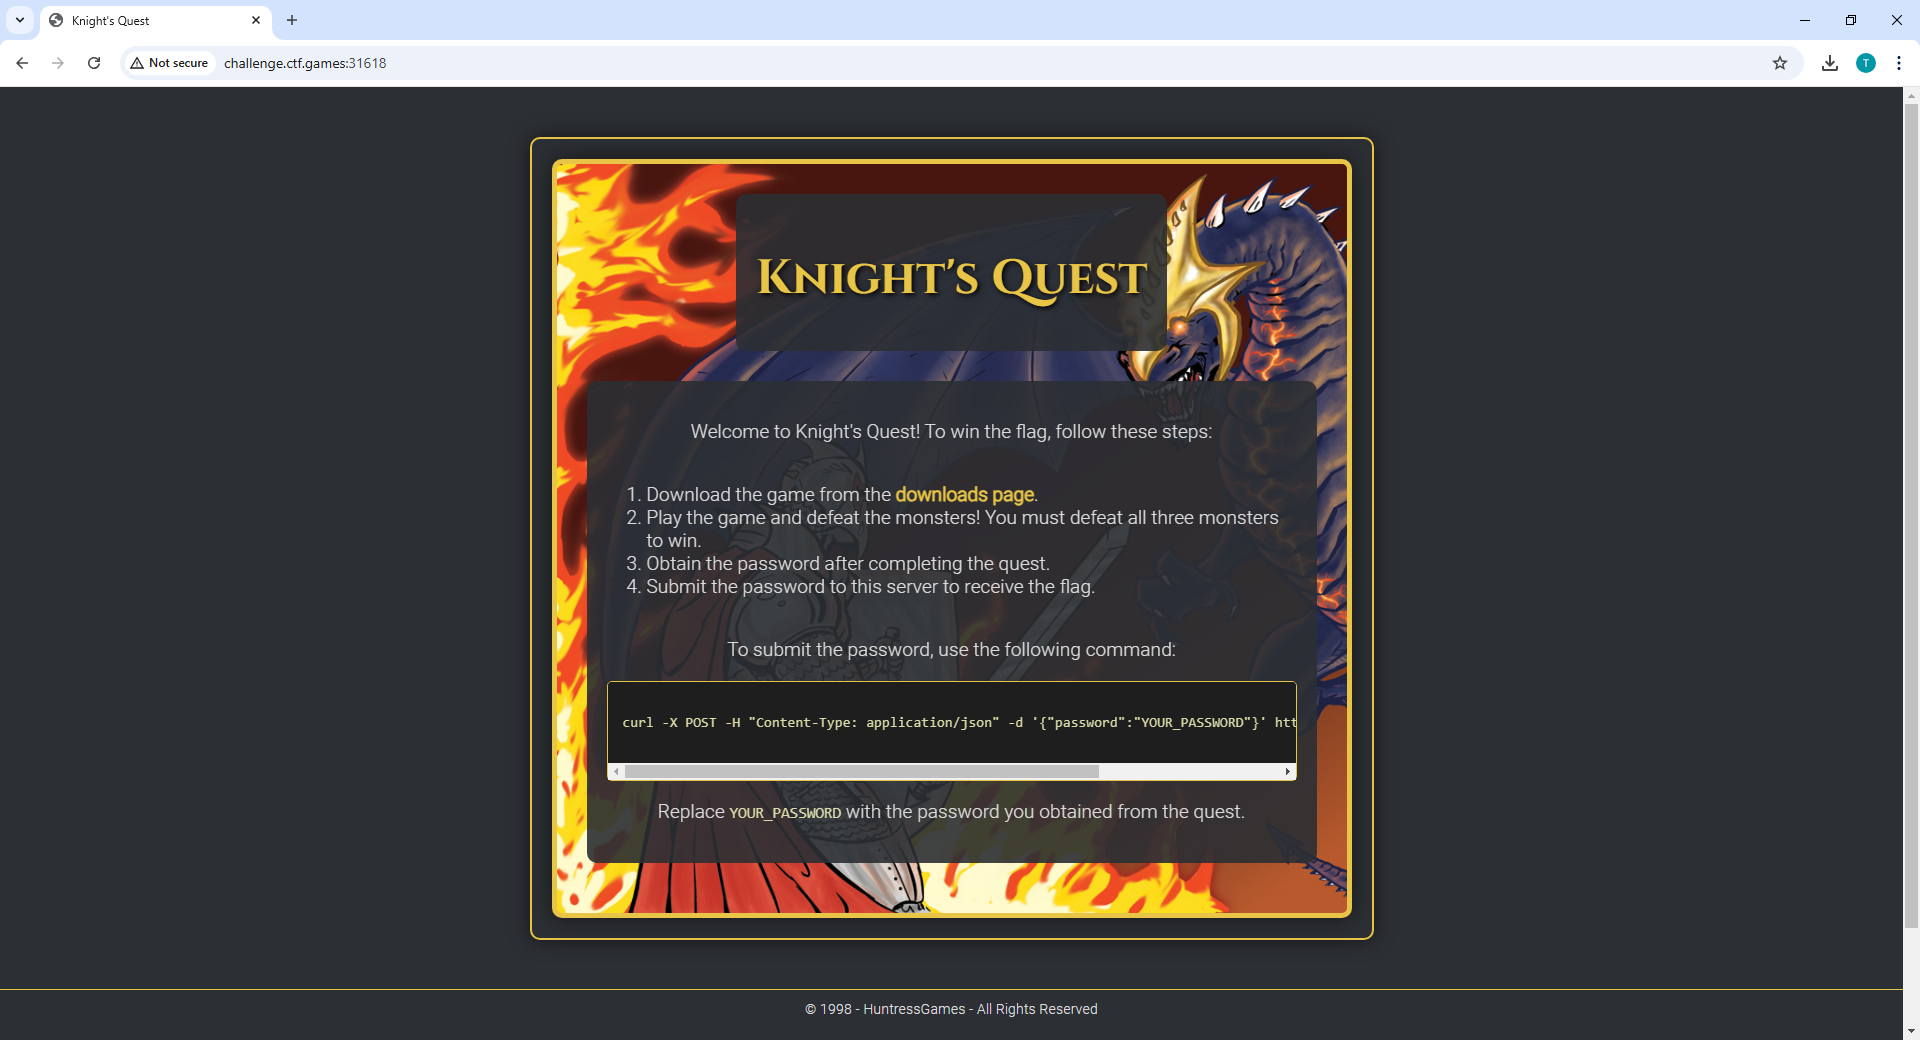 Knight's Quest
Not secure
challenge.ctf.games:31618
T
Knight's Quest
Welcome to Knight's Quest! To win the flag, follow these steps:
1. Download the game from the downloads page.
2. Play the game and defeat the monsters! You must defeat all three monsters
to win.
3. Obtain the password after completing the quest.
4. Submit the password to this server to receive the flag.
To submit the password, use the following command:
curl -X POST -H "Content-Type: application/json" -d '{"password":"YOUR_PASSWORD"}' htt
Replace YOUR_PASSWORD with the password you obtained from the quest.
© 1998 - HuntressGames - All Rights Reserved